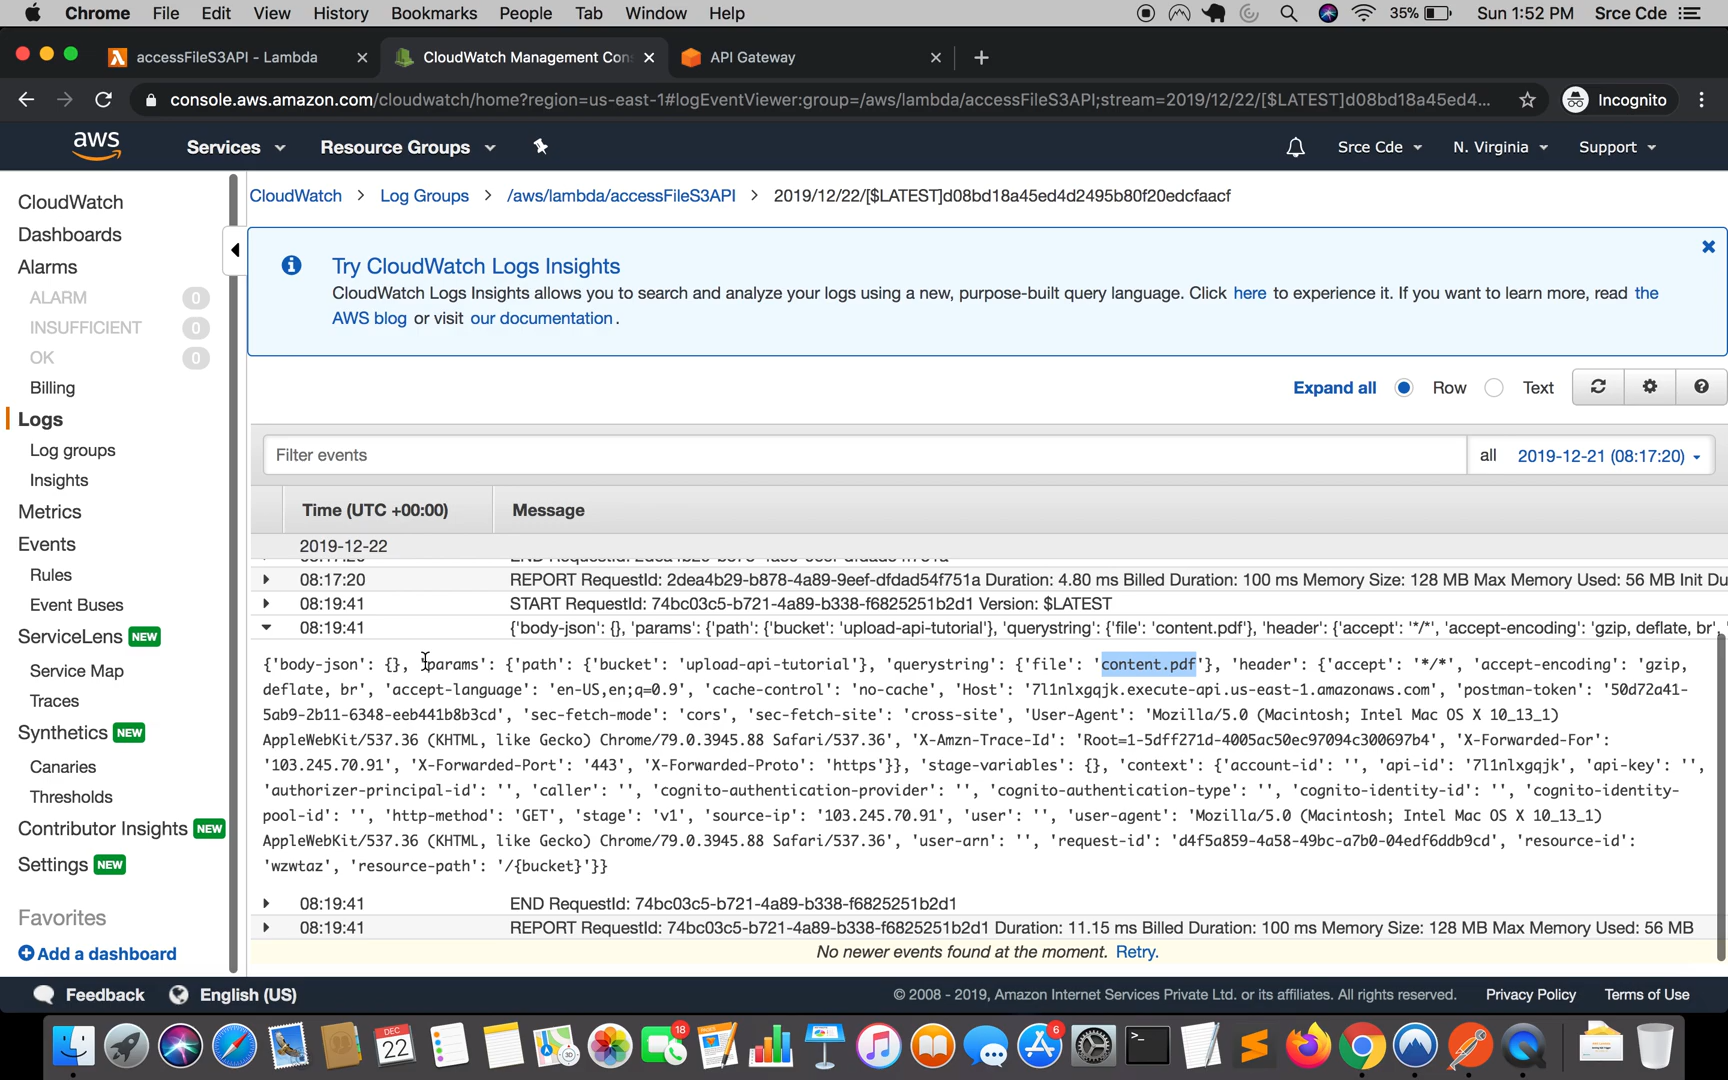 Chrome File Edit View History Bookmarks People Tab Window Help 35% Sun 1:52 PM Srce Cde
accessFileS3API - Lambda × CloudWatch Management Con × API Gateway × +
console.aws.amazon.com/cloudwatch/home?region=us-east-1#logEventViewer:group=/aws/lambda/accessFileS3API;stream=2019/12/22/[$LATEST]d08bd18a45ed4... Incognito
aws Services Resource Groups Srce Cde N. Virginia Support
CloudWatch
Dashboards
Alarms
ALARM 0
INSUFFICIENT 0
OK 0
Billing
Logs
Log groups
Insights
Metrics
Events
Rules
Event Buses
ServiceLens NEW
Service Map
Traces
Synthetics NEW
Canaries
Thresholds
Contributor Insights NEW
Settings NEW
Favorites
Add a dashboard
CloudWatch > Log Groups > /aws/lambda/accessFileS3API > 2019/12/22/[$LATEST]d08bd18a45ed4d2495b80f20edcfaacf
Try CloudWatch Logs Insights
CloudWatch Logs Insights allows you to search and analyze your logs using a new, purpose-built query language. Click here to experience it. If you want to learn more, read the
AWS blog or visit our documentation.
Expand all Row Text
Filter events all 2019-12-21 (08:17:20)
Time (UTC +00:00) Message
2019-12-22
08:17:20 REPORT RequestId: 2dea4b29-b878-4a89-9eef-dfdad54f751a Duration: 4.80 ms Billed Duration: 100 ms Memory Size: 128 MB Max Memory Used: 56 MB Init Du
08:19:41 START RequestId: 74bc03c5-b721-4a89-b338-f6825251b2d1 Version: $LATEST
08:19:41 {'body-json': {}, 'params': {'path': {'bucket': 'upload-api-tutorial'}, 'querystring': {'file': 'content.pdf'}, 'header': {'accept': '*/*', 'accept-encoding': 'gzip, deflate, br',
{'body-json': {}, 'params': {'path': {'bucket': 'upload-api-tutorial'}, 'querystring': {'file': 'content.pdf'}, 'header': {'accept': '*/*', 'accept-encoding': 'gzip,
deflate, br', 'accept-language': 'en-US,en;q=0.9', 'cache-control': 'no-cache', 'Host': '7l1nlxgqjk.execute-api.us-east-1.amazonaws.com', 'postman-token': '50d72a41-
5ab9-2b11-6348-eeb441b8b3cd', 'sec-fetch-mode': 'cors', 'sec-fetch-site': 'cross-site', 'User-Agent': 'Mozilla/5.0 (Macintosh; Intel Mac OS X 10_13_1)
AppleWebKit/537.36 (KHTML, like Gecko) Chrome/79.0.3945.88 Safari/537.36', 'X-Amzn-Trace-Id': 'Root=1-5dff271d-4005ac50ec97094c300697b4', 'X-Forwarded-For':
'103.245.70.91', 'X-Forwarded-Port': '443', 'X-Forwarded-Proto': 'https'}}, 'stage-variables': {}, 'context': {'account-id': '', 'api-id': '7l1nlxgqjk', 'api-key': '',
'authorizer-principal-id': '', 'caller': '', 'cognito-authentication-provider': '', 'cognito-authentication-type': '', 'cognito-identity-id': '', 'cognito-identity-
pool-id': '', 'http-method': 'GET', 'stage': 'v1', 'source-ip': '103.245.70.91', 'user': '', 'user-agent': 'Mozilla/5.0 (Macintosh; Intel Mac OS X 10_13_1)
AppleWebKit/537.36 (KHTML, like Gecko) Chrome/79.0.3945.88 Safari/537.36', 'user-arn': '', 'request-id': 'd4f5a859-4a58-49bc-a7b0-04edf6ddb9cd', 'resource-id':
'wzwtaz', 'resource-path': '/{bucket}'}}
08:19:41 END RequestId: 74bc03c5-b721-4a89-b338-f6825251b2d1
08:19:41 REPORT RequestId: 74bc03c5-b721-4a89-b338-f6825251b2d1 Duration: 11.15 ms Billed Duration: 100 ms Memory Size: 128 MB Max Memory Used: 56 MB
No newer events found at the moment. Retry.
Feedback English (US) © 2008 - 2019, Amazon Internet Services Private Ltd. or its affiliates. All rights reserved. Privacy Policy Terms of Use
DEC 22 18 6